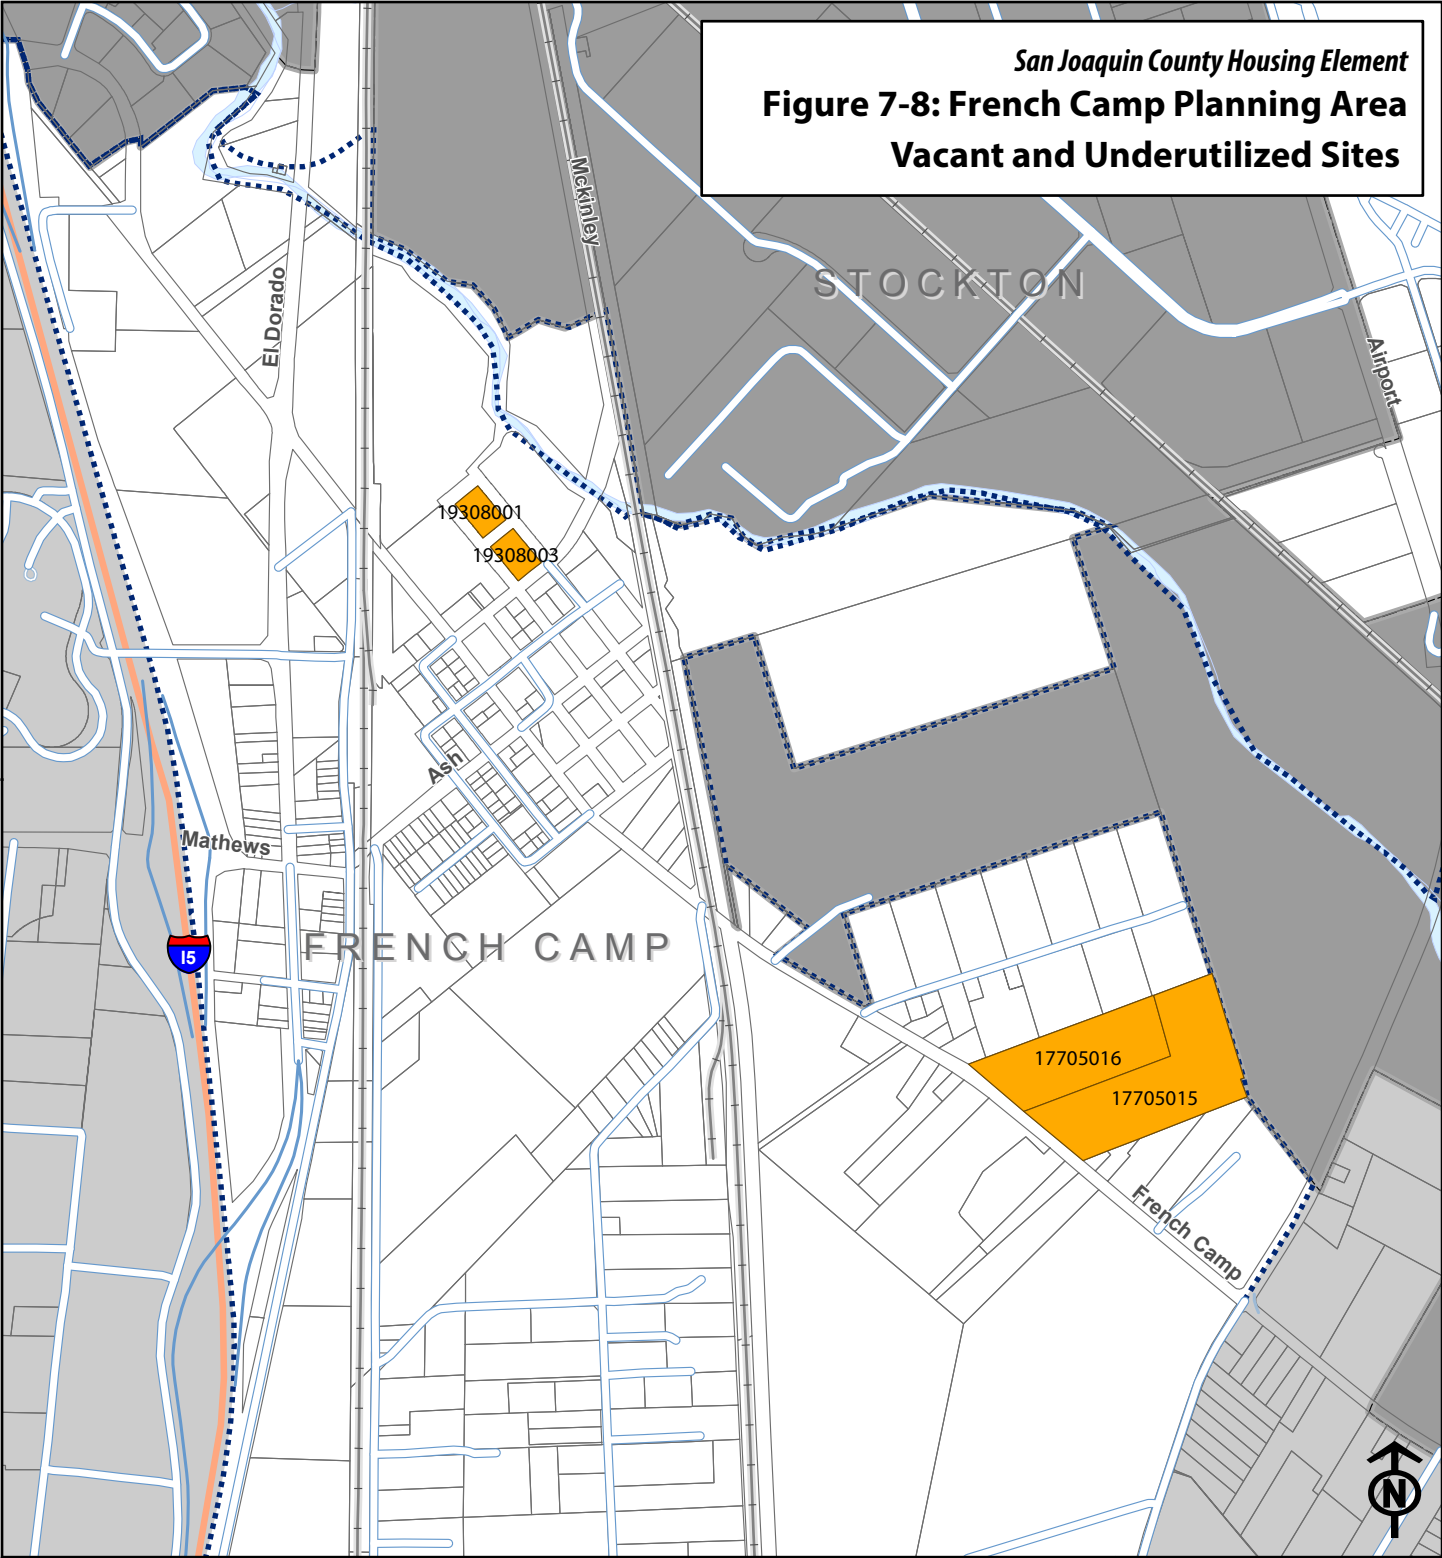 San Joaquin County Housing Element
Figure 7-8: French Camp Planning Area
Vacant and Underutilized Sites
Mckinley
STOCKTON
El Dorado
Airport
19308001
19308003
Ash
Mathews
FRENCH CAMP
I5
17705016
17705015
French Camp
N